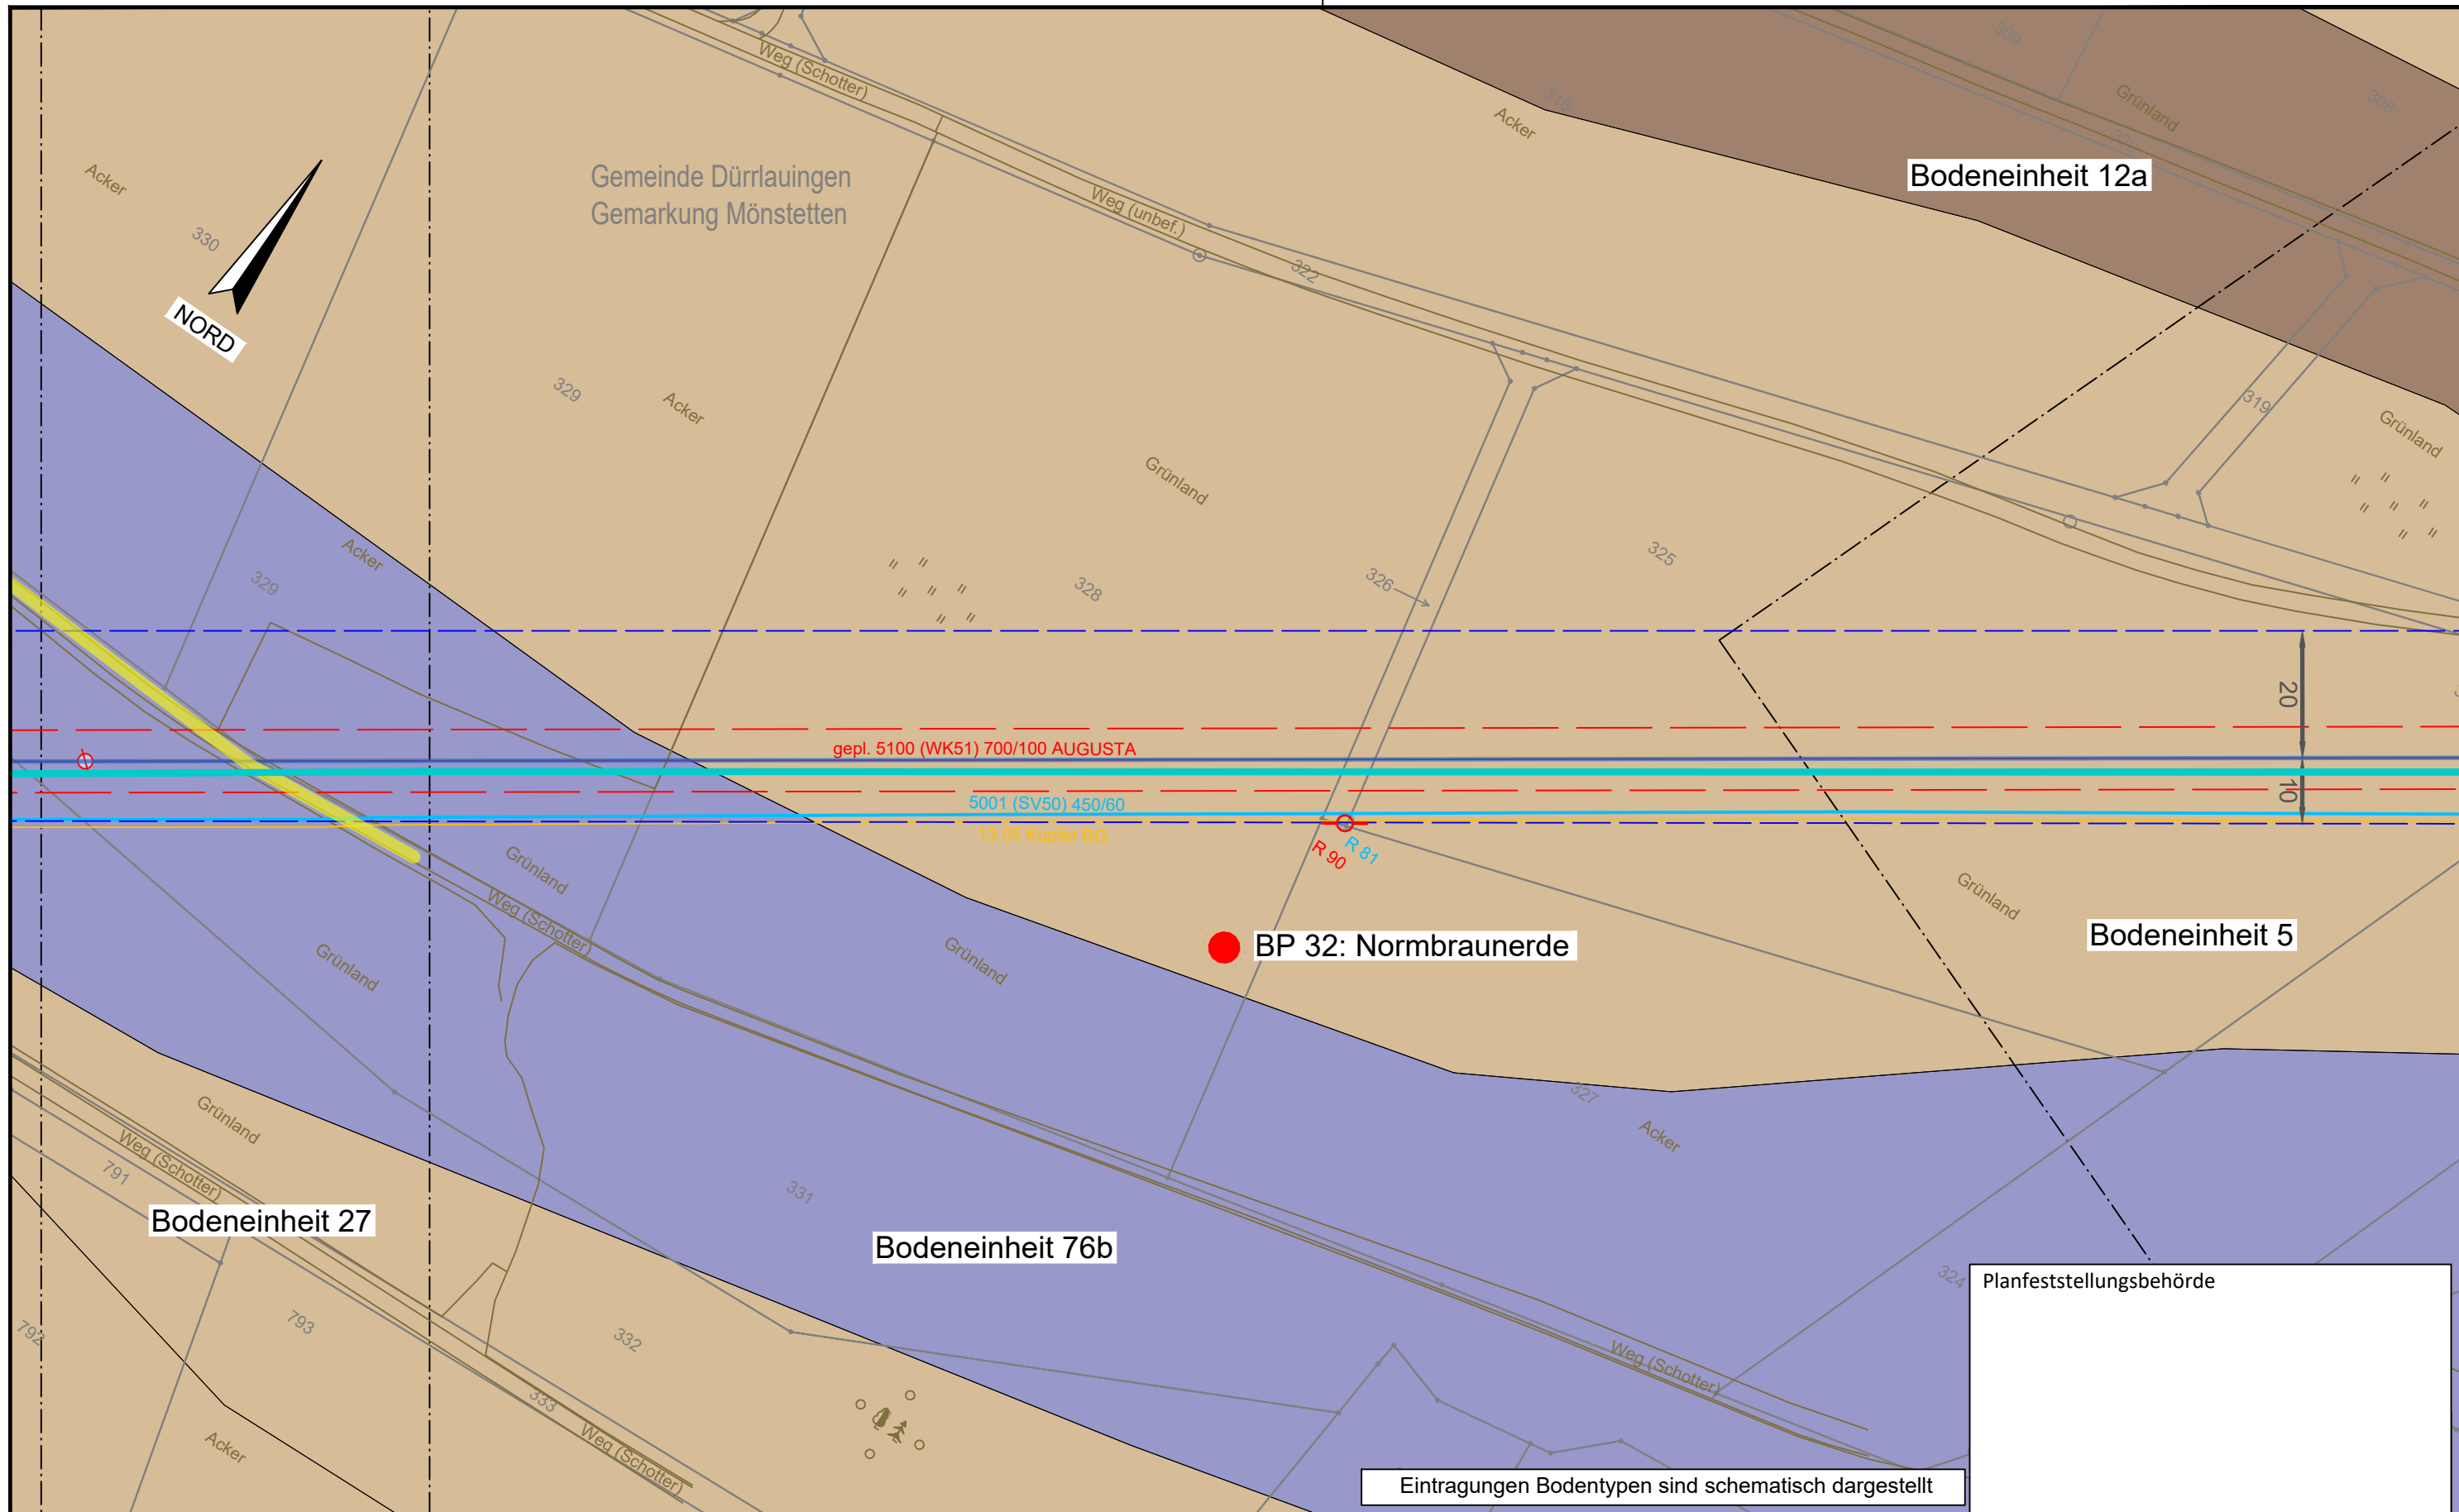 Weg (Schotter)
309
318
Acker
Grünland
308
Acker
Gemeinde Dürrlauingen
Gemarkung Mönstetten
Bodeneinheit 12a
Weg (unbef.)
330
322
NORD
329
Acker
319
Grünland
Grünland
Acker
329
328
326
325
20
gepl. 5100 (WK51) 700/100 AUGUSTA
10
5001 (SV50) 450/60
13.05 Kupfer BG
R 90
R 81
Grünland
Grünland
Weg (Schotter)
Grünland
Grünland
BP 32: Normbraunerde
Bodeneinheit 5
Grünland
327
Acker
Weg (Schotter)
791
331
Bodeneinheit 27
Bodeneinheit 76b
324
Planfeststellungsbehörde
792
793
332
Weg (Schotter)
333
Acker
Weg (Schotter)
Eintragungen Bodentypen sind schematisch dargestellt